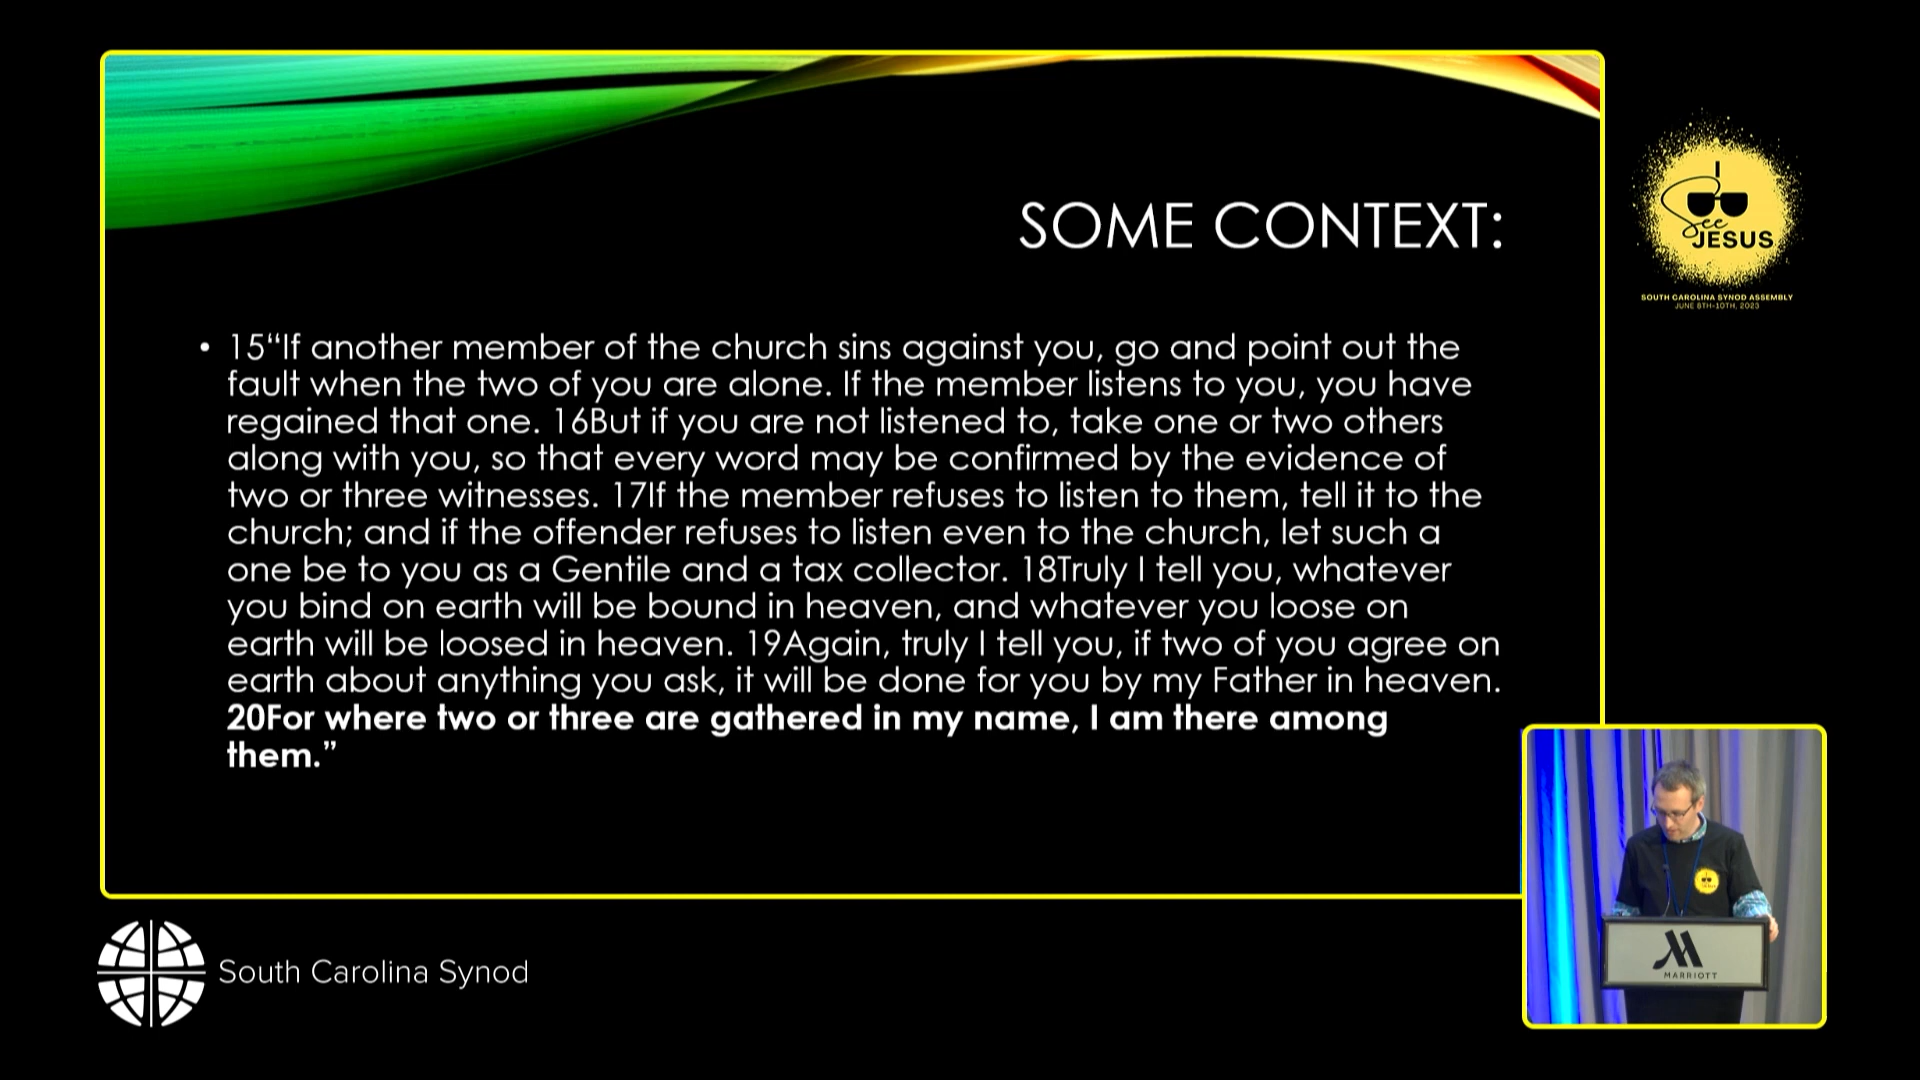 SOME CONTEXT:
• 15“If another member of the church sins against you, go and point out the
fault when the two of you are alone. If the member listens to you, you have
regained that one. 16But if you are not listened to, take one or two others
along with you, so that every word may be confirmed by the evidence of
two or three witnesses. 17If the member refuses to listen to them, tell it to the
church; and if the offender refuses to listen even to the church, let such a
one be to you as a Gentile and a tax collector. 18Truly I tell you, whatever
you bind on earth will be bound in heaven, and whatever you loose on
earth will be loosed in heaven. 19Again, truly I tell you, if two of you agree on
earth about anything you ask, it will be done for you by my Father in heaven.
20For where two or three are gathered in my name, I am there among
them.”
I
See
JESUS
SOUTH CAROLINA SYNOD ASSEMBLY
JUNE 8TH-10TH, 2023
MARRIOTT
South Carolina Synod